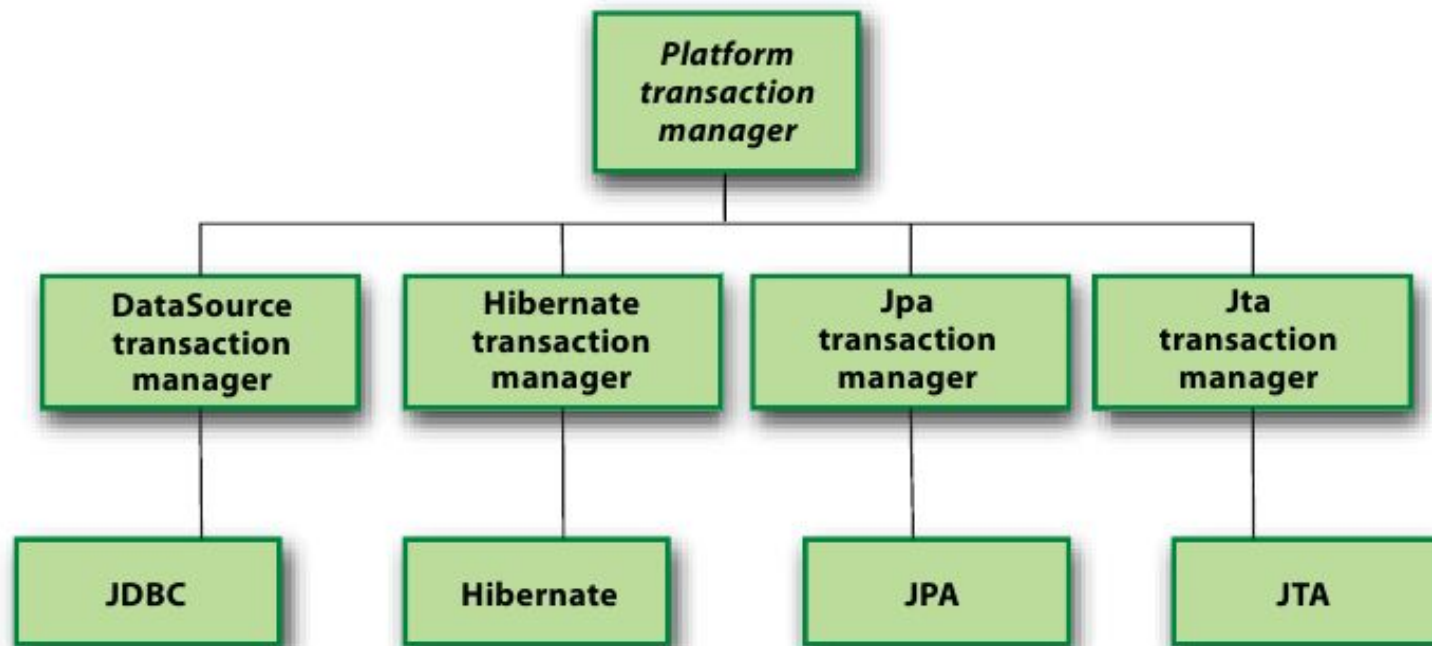 Platform
transaction
manager
DataSource
transaction
manager
Hibernate
transaction
manager
Jpa
transaction
manager
Jta
transaction
manager
JDBC
Hibernate
JPA
JTA